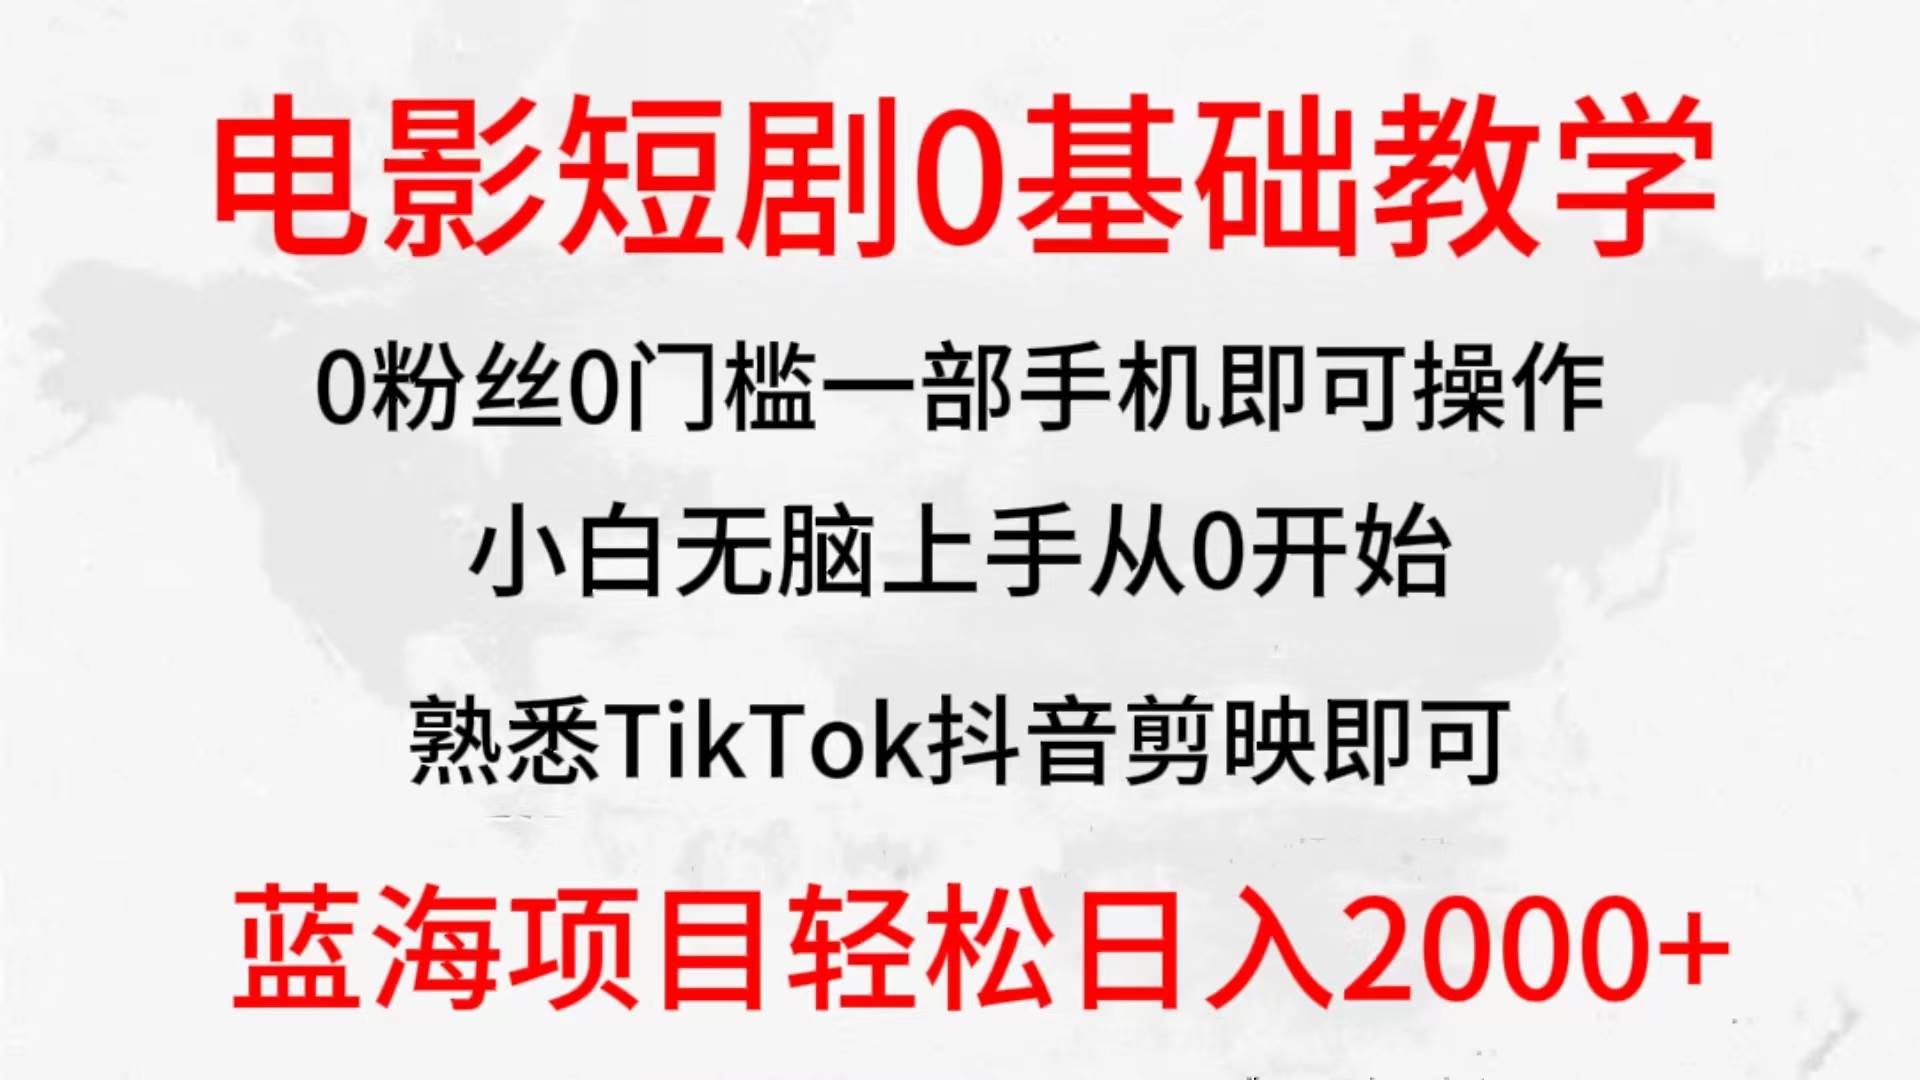 电影短剧0基础教学
0粉丝0门槛一部手机即可操作
小白无脑上手从0开始
熟悉TikTok抖音剪映即可
蓝海项目轻松日入2000+